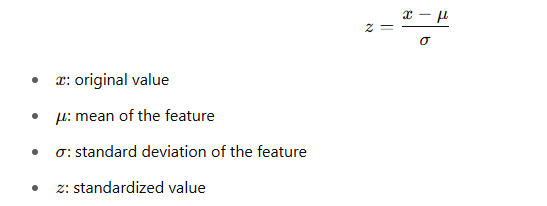 z = (x − μ) / σ
• x: original value
• μ: mean of the feature
• σ: standard deviation of the feature
• z: standardized value